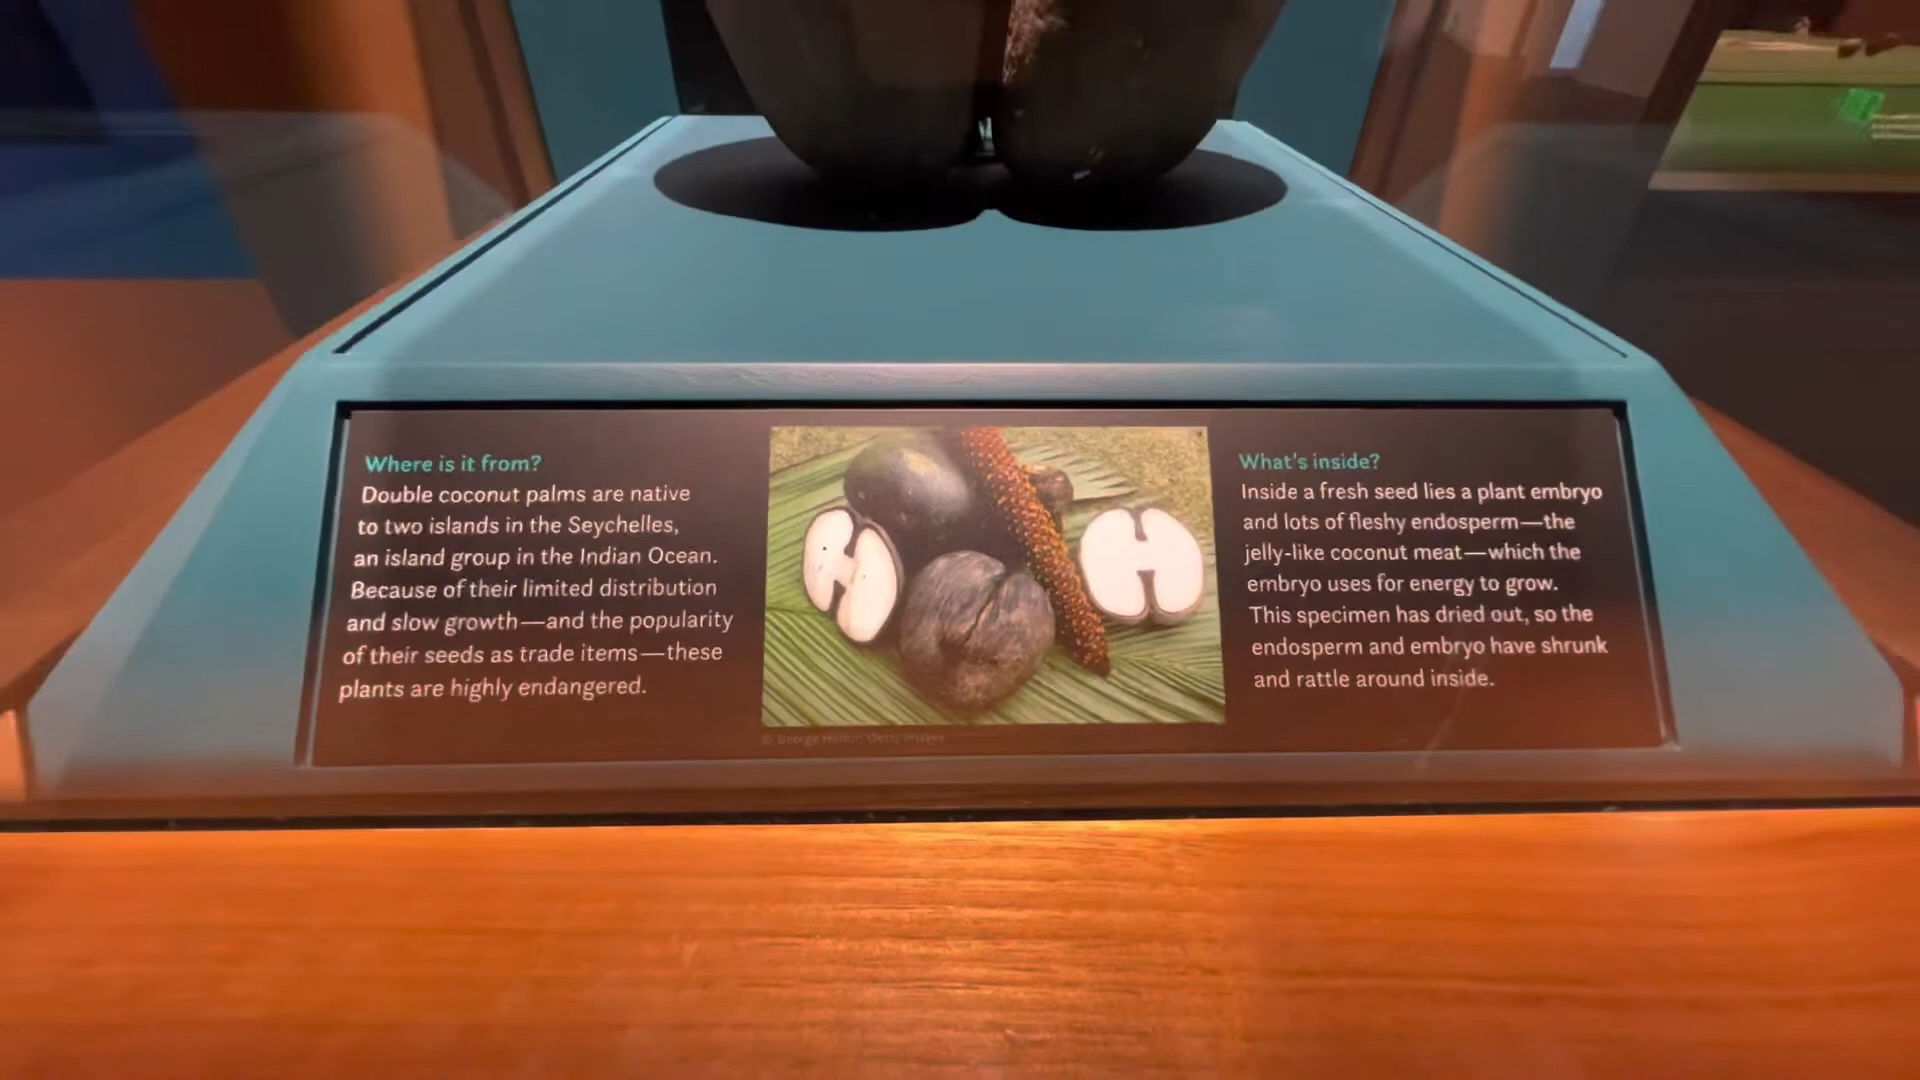 Where is it from?
Double coconut palms are native
to two islands in the Seychelles,
an island group in the Indian Ocean.
Because of their limited distribution
and slow growth—and the popularity
of their seeds as trade items—these
plants are highly endangered.
What's inside?
Inside a fresh seed lies a plant embryo
and lots of fleshy endosperm—the
jelly-like coconut meat—which the
embryo uses for energy to grow.
This specimen has dried out, so the
endosperm and embryo have shrunk
and rattle around inside.
© George Getty Images